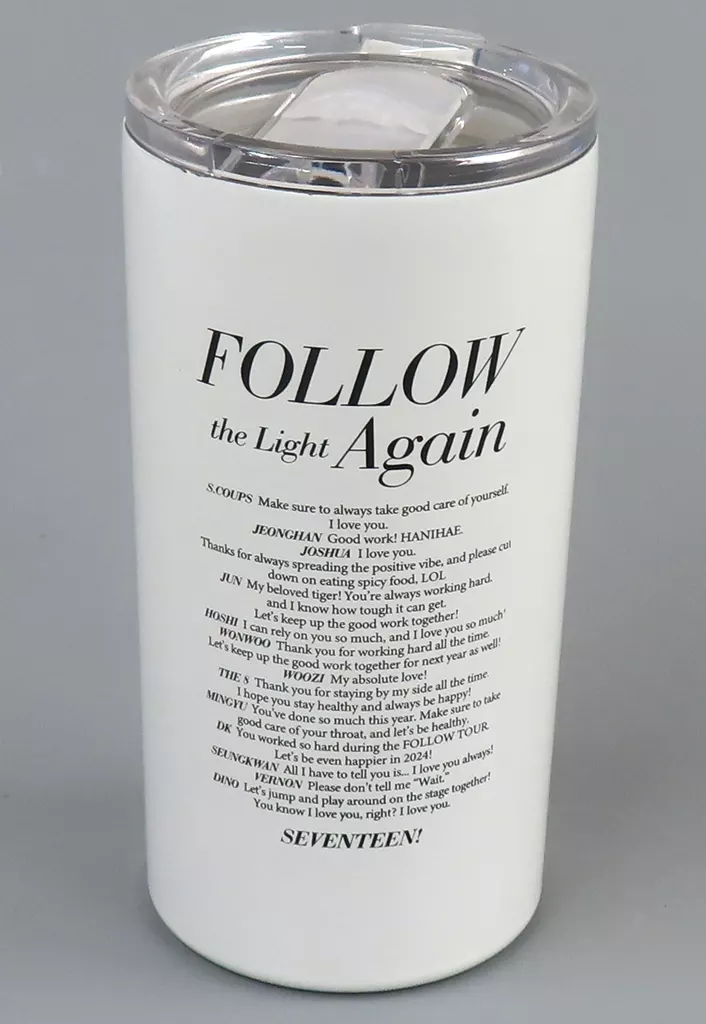 FOLLOW
the Light Again
S.COUPS Make sure to always take good care of yourself.
I love you.
JEONGHAN Good work! HANIHAE.
JOSHUA I love you.
Thanks for always spreading the positive vibe, and please cut
down on eating spicy food, LOL
JUN My beloved tiger! You're always working hard.
and I know how tough it can get.
Let's keep up the good work together!
HOSHI I can rely on you so much, and I love you so much!
WONWOO Thank you for working hard all the time.
Let's keep up the good work together for next year as well!
WOOZI My absolute love!
THE 8 Thank you for staying by my side all the time.
I hope you stay healthy and always be happy!
MINGYU You've done so much this year. Make sure to take
good care of your throat, and let's be healthy.
DK You worked so hard during the FOLLOW TOUR
Let's be even happier in 2024!
SEUNGKWAN All I have to tell you is... I love you always!
VERNON Please don't tell me "Wait."
DINO Let's jump and play around on the stage together!
You know I love you, right? I love you.
SEVENTEEN!